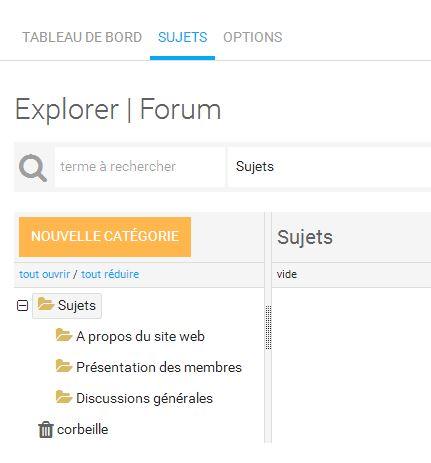 TABLEAU DE BORD SUJETS OPTIONS
Explorer | Forum
terme à rechercher Sujets
NOUVELLE CATÉGORIE Sujets
tout ouvrir / tout réduire vide
Sujets
A propos du site web
Présentation des membres
Discussions générales
corbeille